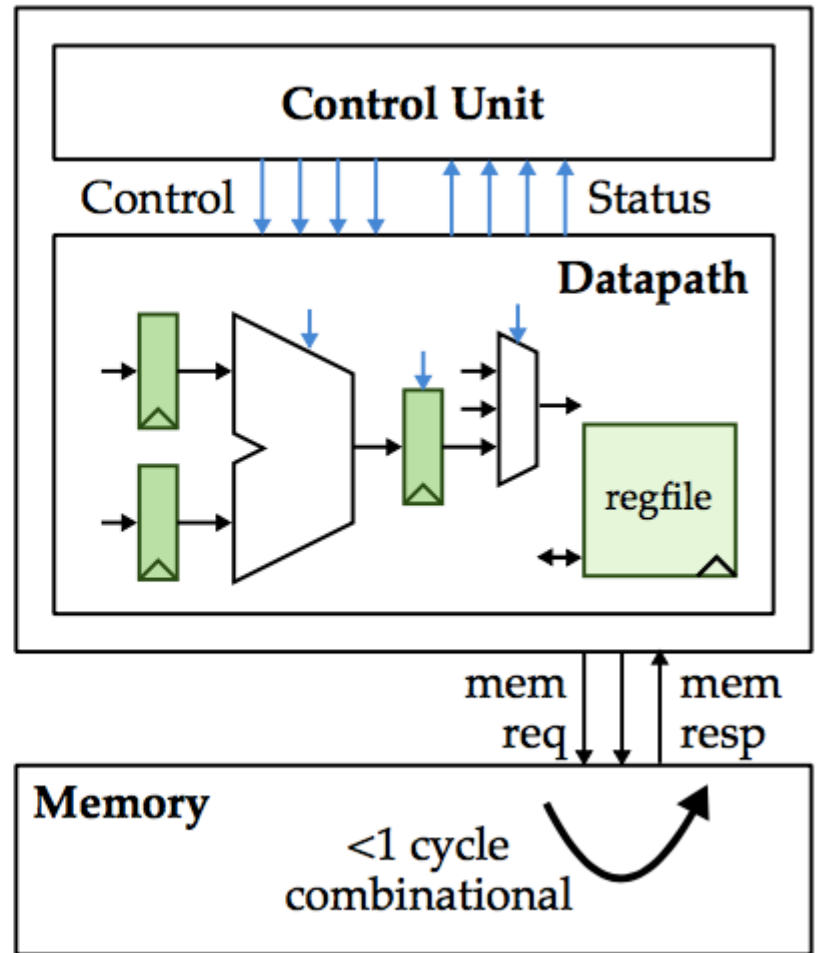 Control Unit
Control
Status
Datapath
regfile
mem
req
mem
resp
Memory
<1 cycle
combinational